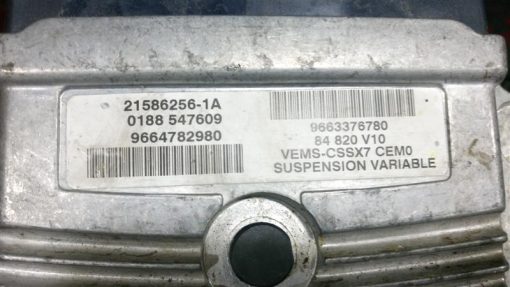 21586256-1A
0188 547609
9664782980
9663376780
84 820 V10
VEMS-CSSX7 CEM0
SUSPENSION VARIABLE